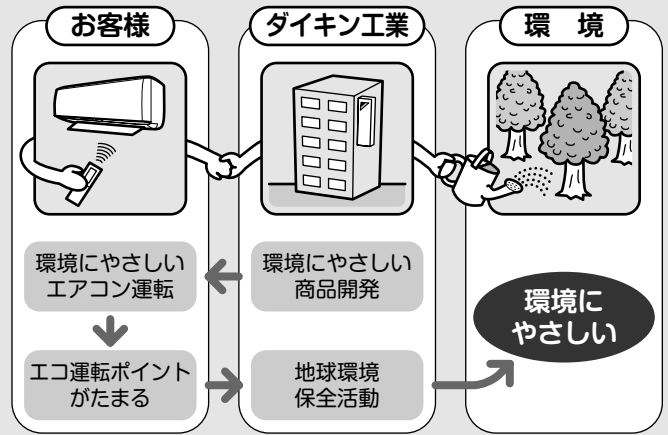 お客様
ダイキン工業
環　境
環境にやさしい
エアコン運転
環境にやさしい
商品開発
環境に
やさしい
エコ運転ポイント
がたまる
地球環境
保全活動